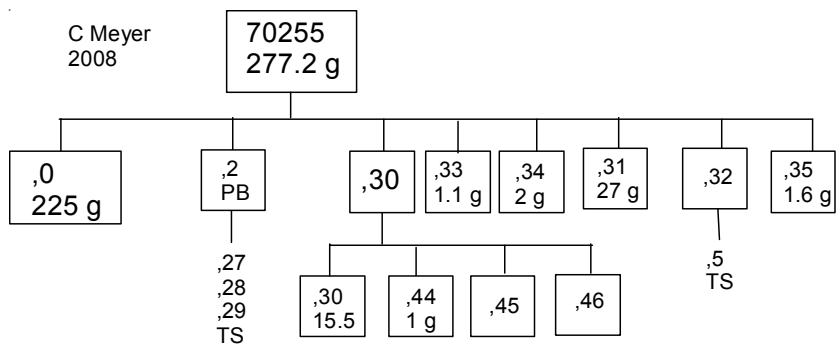 C Meyer
2008
70255
277.2 g
,0
225 g
,2
PB
,30
,33
1.1 g
,34
2 g
,31
27 g
,32
,35
1.6 g
,27
,28
,29
TS
,5
TS
,30
15.5
,44
1 g
,45
,46